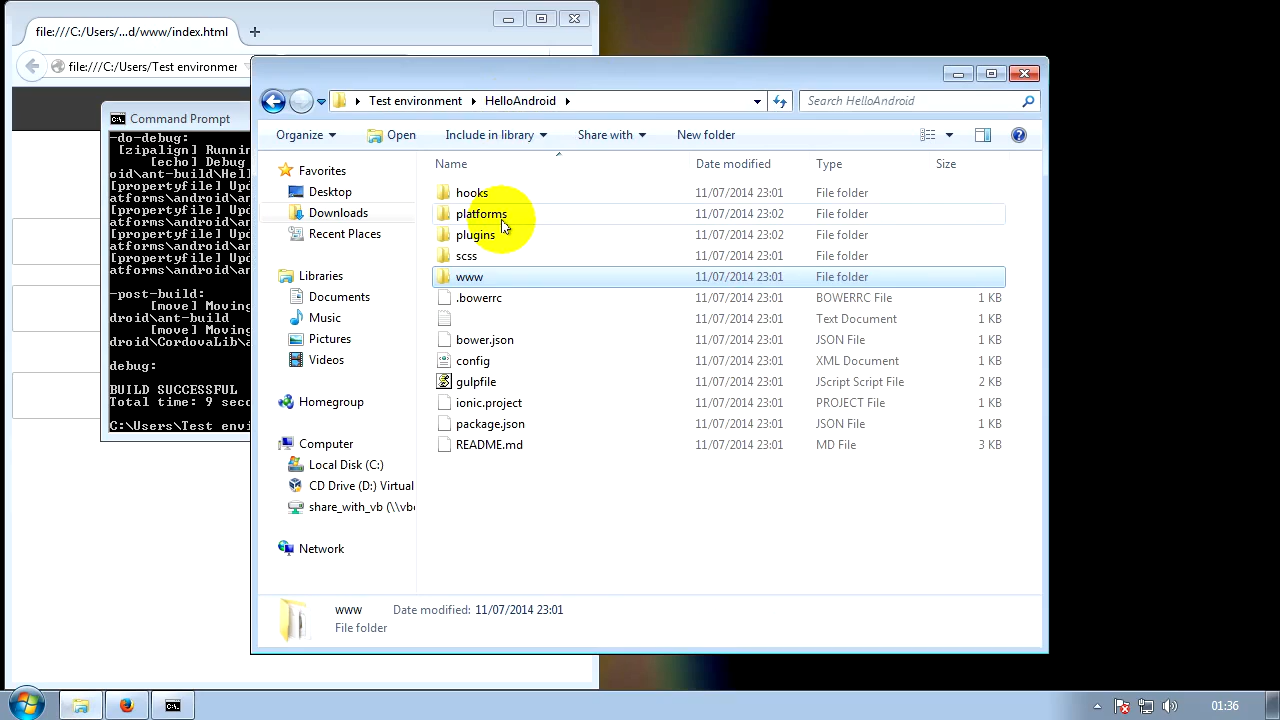 file:///C:/Users/...d/www/index.html
file:///C:/Users/Test environmen
Command Prompt
-do-debug:
[zipalign] Runnin
[echo] Debug
oid\ant-build\Hell
[propertyfile] Upd
atforms\android\an
[propertyfile] Upd
atforms\android\an
[propertyfile] Upd
atforms\android\an
[propertyfile] Upd
atforms\android\an
-post-build:
[move] Moving
droid\ant-build
[move] Moving
droid\CordovaLib\a
debug:
BUILD SUCCESSFUL
Total time: 9 seco
C:\Users\Test envi
Test environment
HelloAndroid
Search HelloAndroid
Organize
Open
Include in library
Share with
New folder
Favorites
Desktop
Downloads
Recent Places
Libraries
Documents
Music
Pictures
Videos
Homegroup
Computer
Local Disk (C:)
CD Drive (D:) Virtual
share_with_vb (\\vbo
Network
Name Date modified Type Size
hooks 11/07/2014 23:01 File folder
platforms 11/07/2014 23:02 File folder
plugins 11/07/2014 23:02 File folder
scss 11/07/2014 23:01 File folder
www 11/07/2014 23:01 File folder
.bowerrc 11/07/2014 23:01 BOWERRC File 1 KB
11/07/2014 23:01 Text Document 1 KB
bower.json 11/07/2014 23:01 JSON File 1 KB
config 11/07/2014 23:01 XML Document 1 KB
gulpfile 11/07/2014 23:01 JScript Script File 2 KB
ionic.project 11/07/2014 23:01 PROJECT File 1 KB
package.json 11/07/2014 23:01 JSON File 1 KB
README.md 11/07/2014 23:01 MD File 3 KB
www Date modified: 11/07/2014 23:01
File folder
01:36